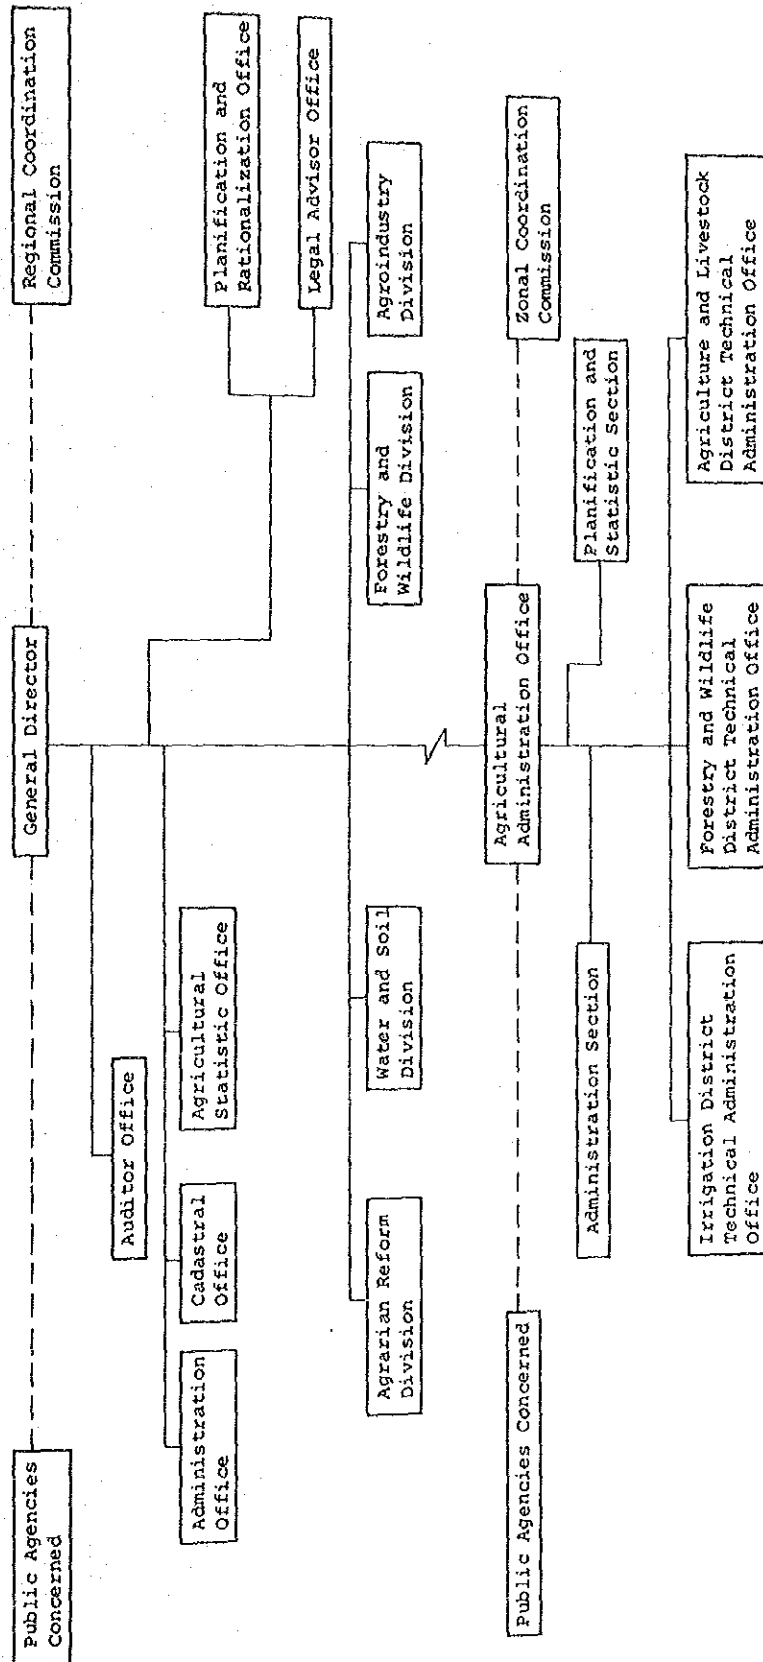 Public Agencies
Concerned
General Director
Regional Coordination
Commission
Auditor Office
Planification and
Rationalization Office
Legal Advisor Office
Administration
Office
Cadastral
Office
Agricultural
Statistic Office
Agrarian Reform
Division
Water and Soil
Division
Forestry and
Wildlife Division
Agroindustry
Division
Public Agencies Concerned
Agricultural
Administration Office
Zonal Coordination
Commission
Administration Section
Planification and
Statistic Section
Irrigation District
Technical Administration
Office
Forestry and Wildlife
District Technical
Administration Office
Agriculture and Livestock
District Technical
Administration Office